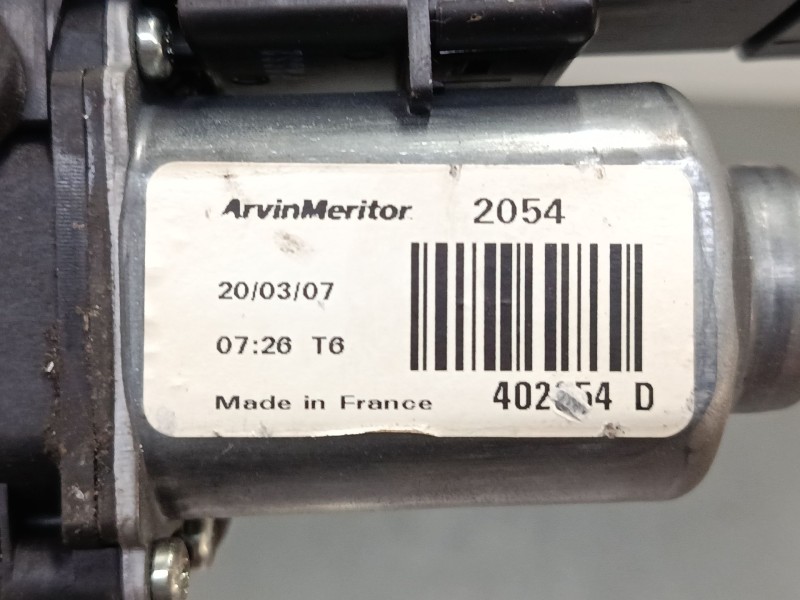 ArvinMeritor 2054
20/03/07
07:26 T6
Made in France
D